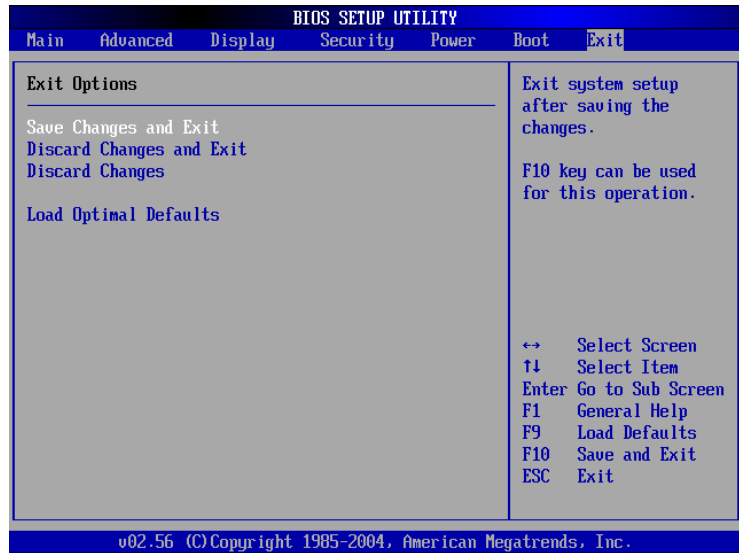 BIOS SETUP UTILITY
Main Advanced Display Security Power Boot Exit
Exit Options
Save Changes and Exit
Discard Changes and Exit
Discard Changes
Load Optimal Defaults
Exit system setup
after saving the
changes.
F10 key can be used
for this operation.
↔ Select Screen
↑↓ Select Item
Enter Go to Sub Screen
F1 General Help
F9 Load Defaults
F10 Save and Exit
ESC Exit
v02.56 (C)Copyright 1985-2004, American Megatrends, Inc.